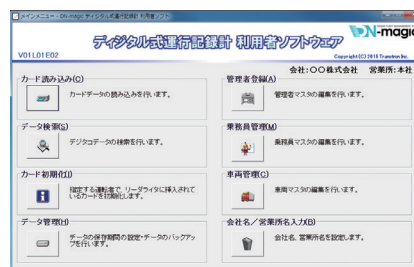 メインメニュー - DN-magic ディジタル式運行記録計 利用者ソフト
DN-magic
ディジタル式運行記録計 利用者ソフトウェア
V01L01E02
Copyright(C) 2015 Transtron Inc.
会社:〇〇株式会社 営業所:本社
カード読み込み(C)
カードデータの読み込みを行います。
データ検索(S)
デジタコデータの検索を行います。
カード初期化(I)
指定する運転者で、リーダライタに挿入されているカードを初期化します。
データ管理(H)
データの保存期間の設定・データのバックアップを行います。
管理者登録(A)
管理者マスタの編集を行います。
乗務員管理(M)
乗務員マスタの編集を行います。
車両管理(C)
車両マスタの編集を行います。
会社名/営業所名入力(B)
会社名、営業所名を設定します。